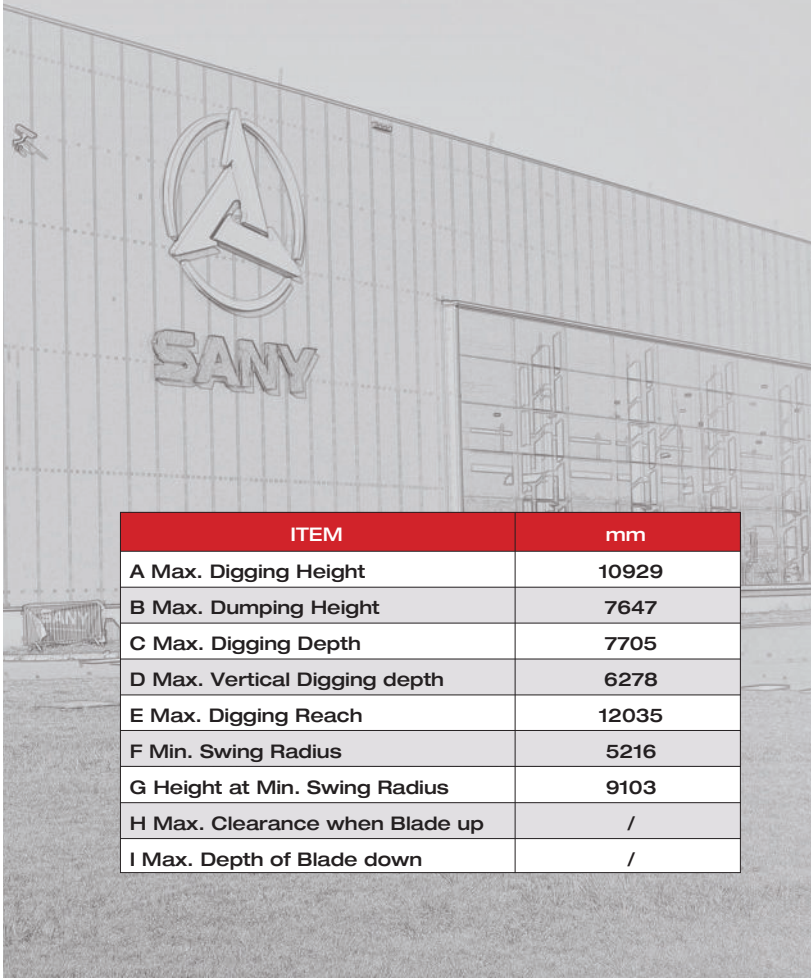 SANY
SANY
ITEM mm
A Max. Digging Height 10929
B Max. Dumping Height 7647
C Max. Digging Depth 7705
D Max. Vertical Digging depth 6278
E Max. Digging Reach 12035
F Min. Swing Radius 5216
G Height at Min. Swing Radius 9103
H Max. Clearance when Blade up /
I Max. Depth of Blade down /